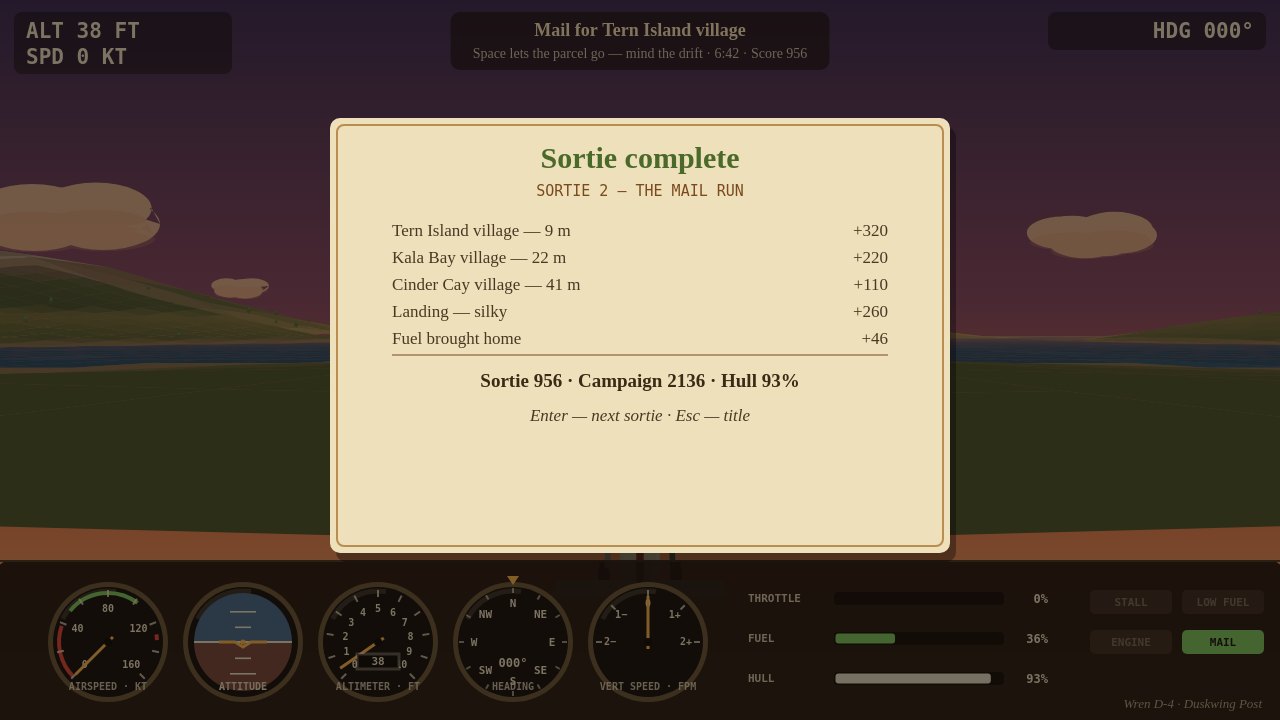 ALT 38 FT
SPD 0 KT
Mail for Tern Island village
Space lets the parcel go — mind the drift · 6:42 · Score 956
HDG 000°
Sortie complete
SORTIE 2 — THE MAIL RUN
Tern Island village — 9 m +320
Kala Bay village — 22 m +220
Cinder Cay village — 41 m +110
Landing — silky +260
Fuel brought home +46
Sortie 956 · Campaign 2136 · Hull 93%
Enter — next sortie · Esc — title
0 40 80 120 160
AIRSPEED · KT
ATTITUDE
0 1 2 3 4 5 6 7 8 9
38
ALTIMETER · FT
N NE E SE S SW W NW
000°
HEADING
2− 1− 0 1+ 2+
VERT SPEED · FPM
THROTTLE 0%
FUEL 36%
HULL 93%
STALL LOW FUEL
ENGINE MAIL
Wren D-4 · Duskwing Post